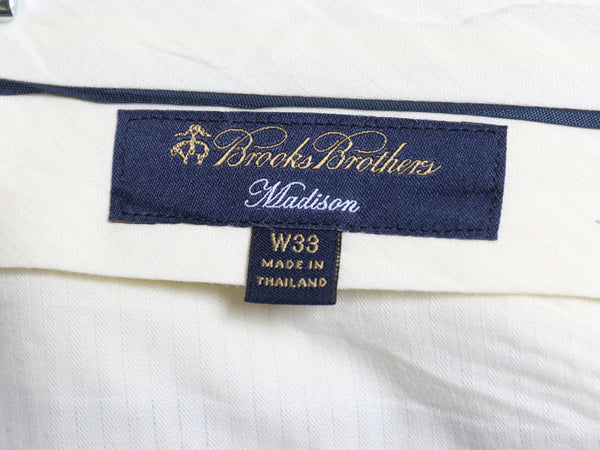 Brooks Brothers
Madison
W33
MADE IN
THAILAND